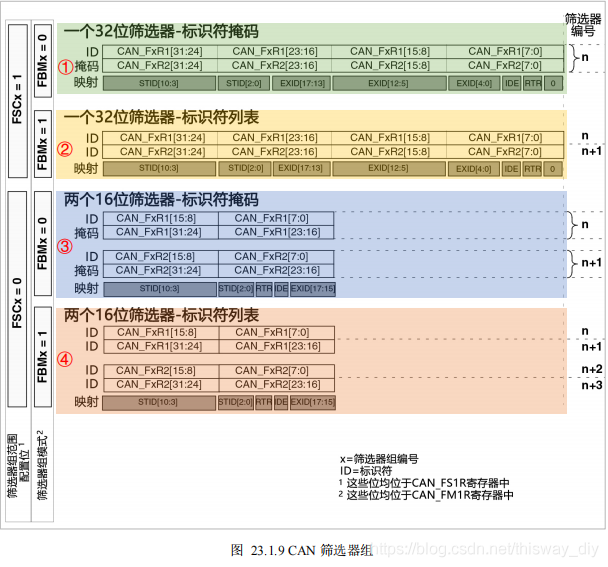 一个32位筛选器-标识符掩码
筛选器
编号
ID CAN_FxR1[31:24] CAN_FxR1[23:16] CAN_FxR1[15:8] CAN_FxR1[7:0]
① 掩码 CAN_FxR2[31:24] CAN_FxR2[23:16] CAN_FxR2[15:8] CAN_FxR2[7:0] n
映射 STID[10:3] STID[2:0] EXID[17:13] EXID[12:5] EXID[4:0] IDE RTR 0
FBMx = 0
FSCx = 1
一个32位筛选器-标识符列表
ID CAN_FxR1[31:24] CAN_FxR1[23:16] CAN_FxR1[15:8] CAN_FxR1[7:0] n
② ID CAN_FxR2[31:24] CAN_FxR2[23:16] CAN_FxR2[15:8] CAN_FxR2[7:0] n+1
映射 STID[10:3] STID[2:0] EXID[17:13] EXID[12:5] EXID[4:0] IDE RTR 0
FBMx = 1
两个16位筛选器-标识符掩码
ID CAN_FxR1[15:8] CAN_FxR1[7:0]
掩码 CAN_FxR1[31:24] CAN_FxR1[23:16] n
③
ID CAN_FxR2[15:8] CAN_FxR2[7:0]
掩码 CAN_FxR2[31:24] CAN_FxR2[23:16] n+1
映射 STID[10:3] STID[2:0] RTR IDE EXID[17:15]
FBMx = 0
FSCx = 0
两个16位筛选器-标识符列表
ID CAN_FxR1[15:8] CAN_FxR1[7:0] n
ID CAN_FxR1[31:24] CAN_FxR1[23:16] n+1
④
ID CAN_FxR2[15:8] CAN_FxR2[7:0] n+2
ID CAN_FxR2[31:24] CAN_FxR2[23:16] n+3
映射 STID[10:3] STID[2:0] RTR IDE EXID[17:15]
FBMx = 1
筛选器组范围
配置位1
筛选器组模式2
x=筛选器组编号
ID=标识符
1 这些位均位于CAN_FS1R寄存器中
2 这些位均位于CAN_FM1R寄存器中
图 23.1.9 CAN 筛选器组
https://blog.csdn.net/thisway_diy